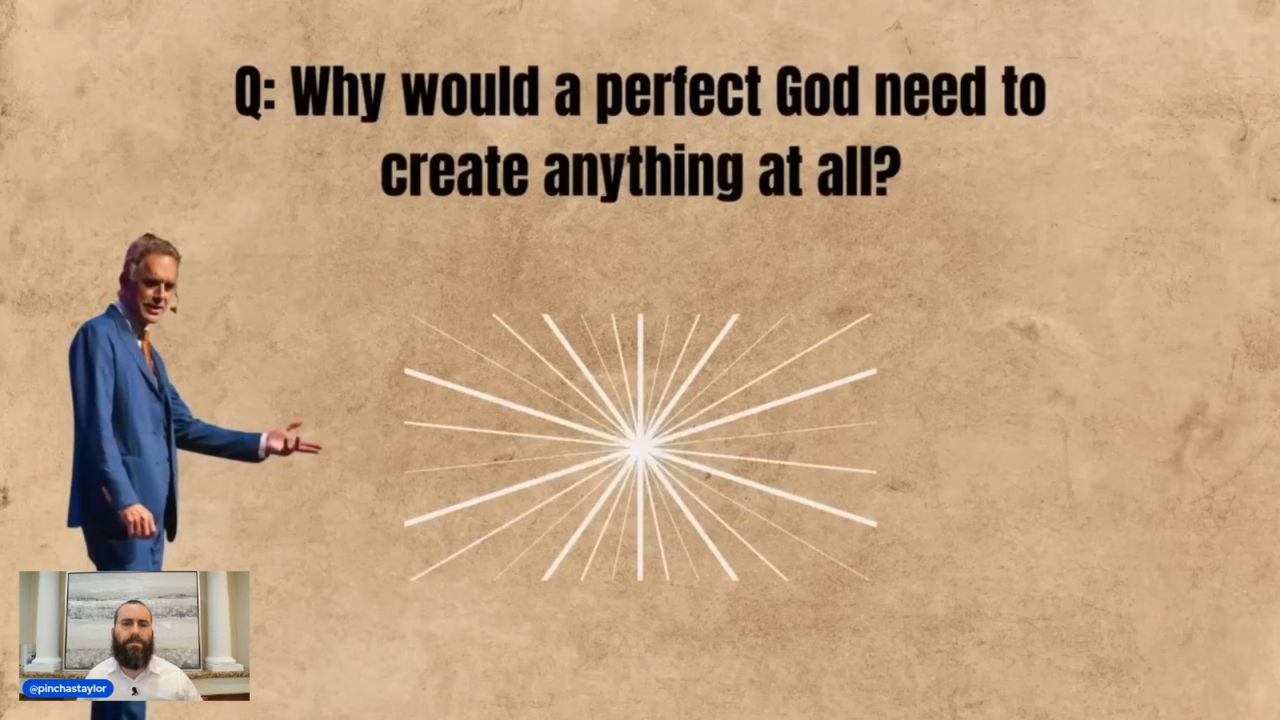 Q: Why would a perfect God need to
create anything at all?
@pinchastaylor